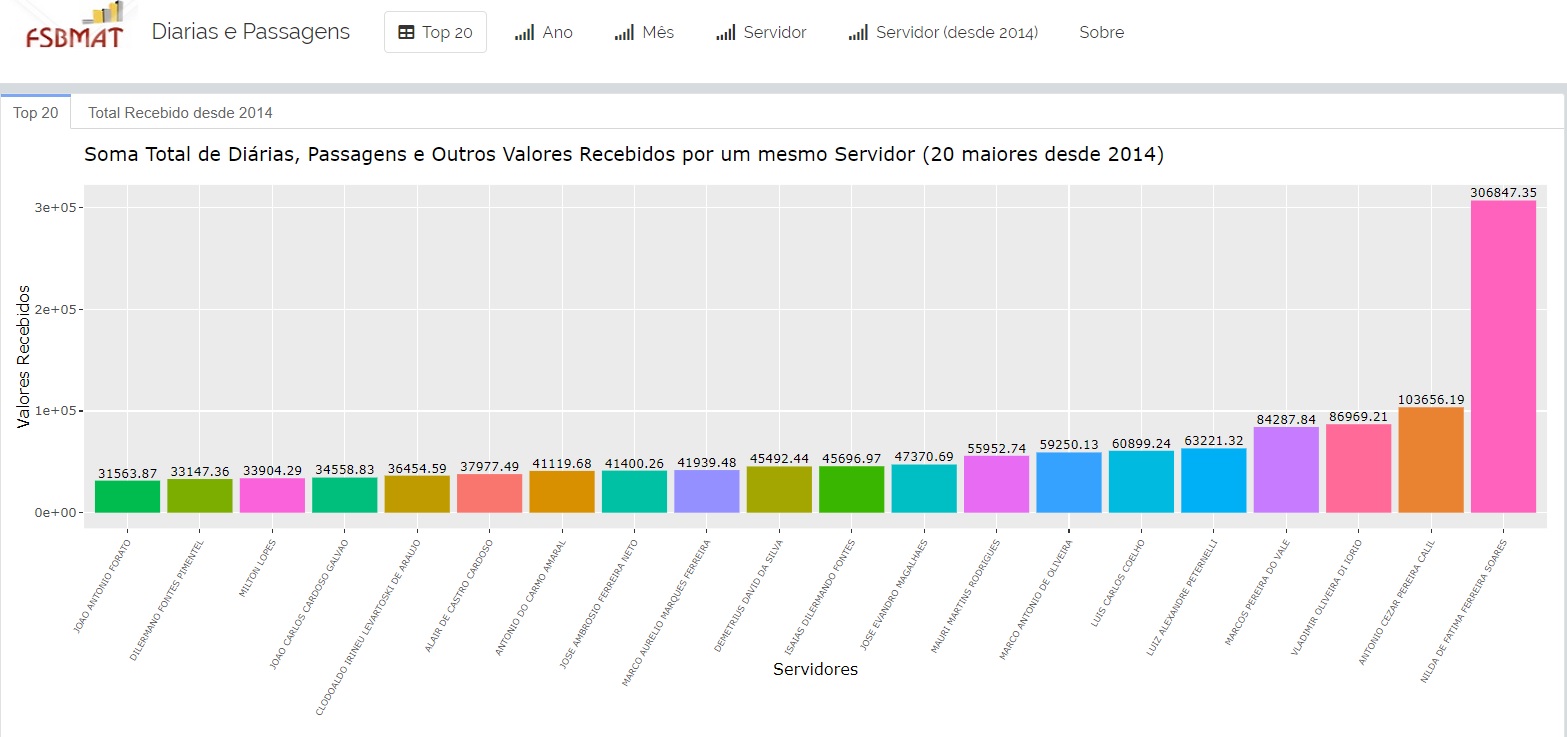 FSBMAT
Diarias e Passagens
Top 20
Ano
Mês
Servidor
Servidor (desde 2014)
Sobre
Top 20
Total Recebido desde 2014
Soma Total de Diárias, Passagens e Outros Valores Recebidos por um mesmo Servidor (20 maiores desde 2014)
Valores Recebidos
3e+05
2e+05
1e+05
0e+00
31563.87
33147.36
33904.29
34558.83
36454.59
37977.49
41119.68
41400.26
41939.48
45492.44
45696.97
47370.69
55952.74
59250.13
60899.24
63221.32
84287.84
86969.21
103656.19
306847.35
JOAO ANTONIO FORATO
DILERMANO FONTES PIMENTEL
MILTON LOPES
JOAO CARLOS CARDOSO GALVAO
CLODOALDO IRINEU LEVARTOSKI DE ARAUJO
ALAIR DE CASTRO CARDOSO
ANTONIO DO CARMO AMARAL
JOSE AMBROSIO FERREIRA NETO
MARCO AURELIO MARQUES FERREIRA
DEMETRIUS DAVID DA SILVA
ISAIAS DILERMANDO FONTES
JOSE EVANDRO MAGALHAES
MAURI MARTINS RODRIGUES
MARCO ANTONIO DE OLIVEIRA
LUIS CARLOS COELHO
LUIZ ALEXANDRE PETERNELLI
MARCOS PEREIRA DO VALE
VLADIMIR OLIVEIRA DI IORIO
ANTONIO CEZAR PEREIRA CALIL
NILDA DE FATIMA FERREIRA SOARES
Servidores